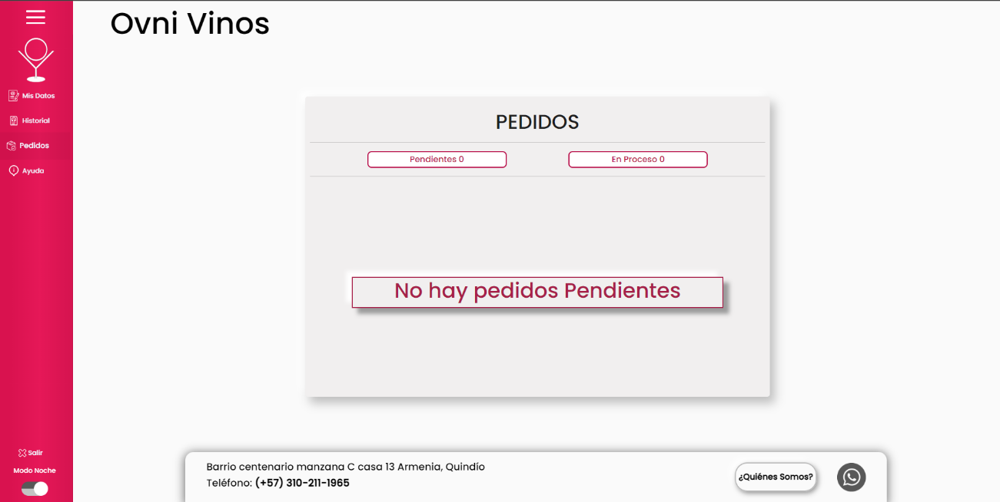 Ovni Vinos
Mis Datos
Historial
Pedidos
Ayuda
Salir
Modo Noche
PEDIDOS
Pendientes 0
En Proceso 0
No hay pedidos Pendientes
Barrio centenario manzana C casa 13 Armenia, Quindío
Teléfono: (+57) 310-211-1965
¿Quiénes Somos?